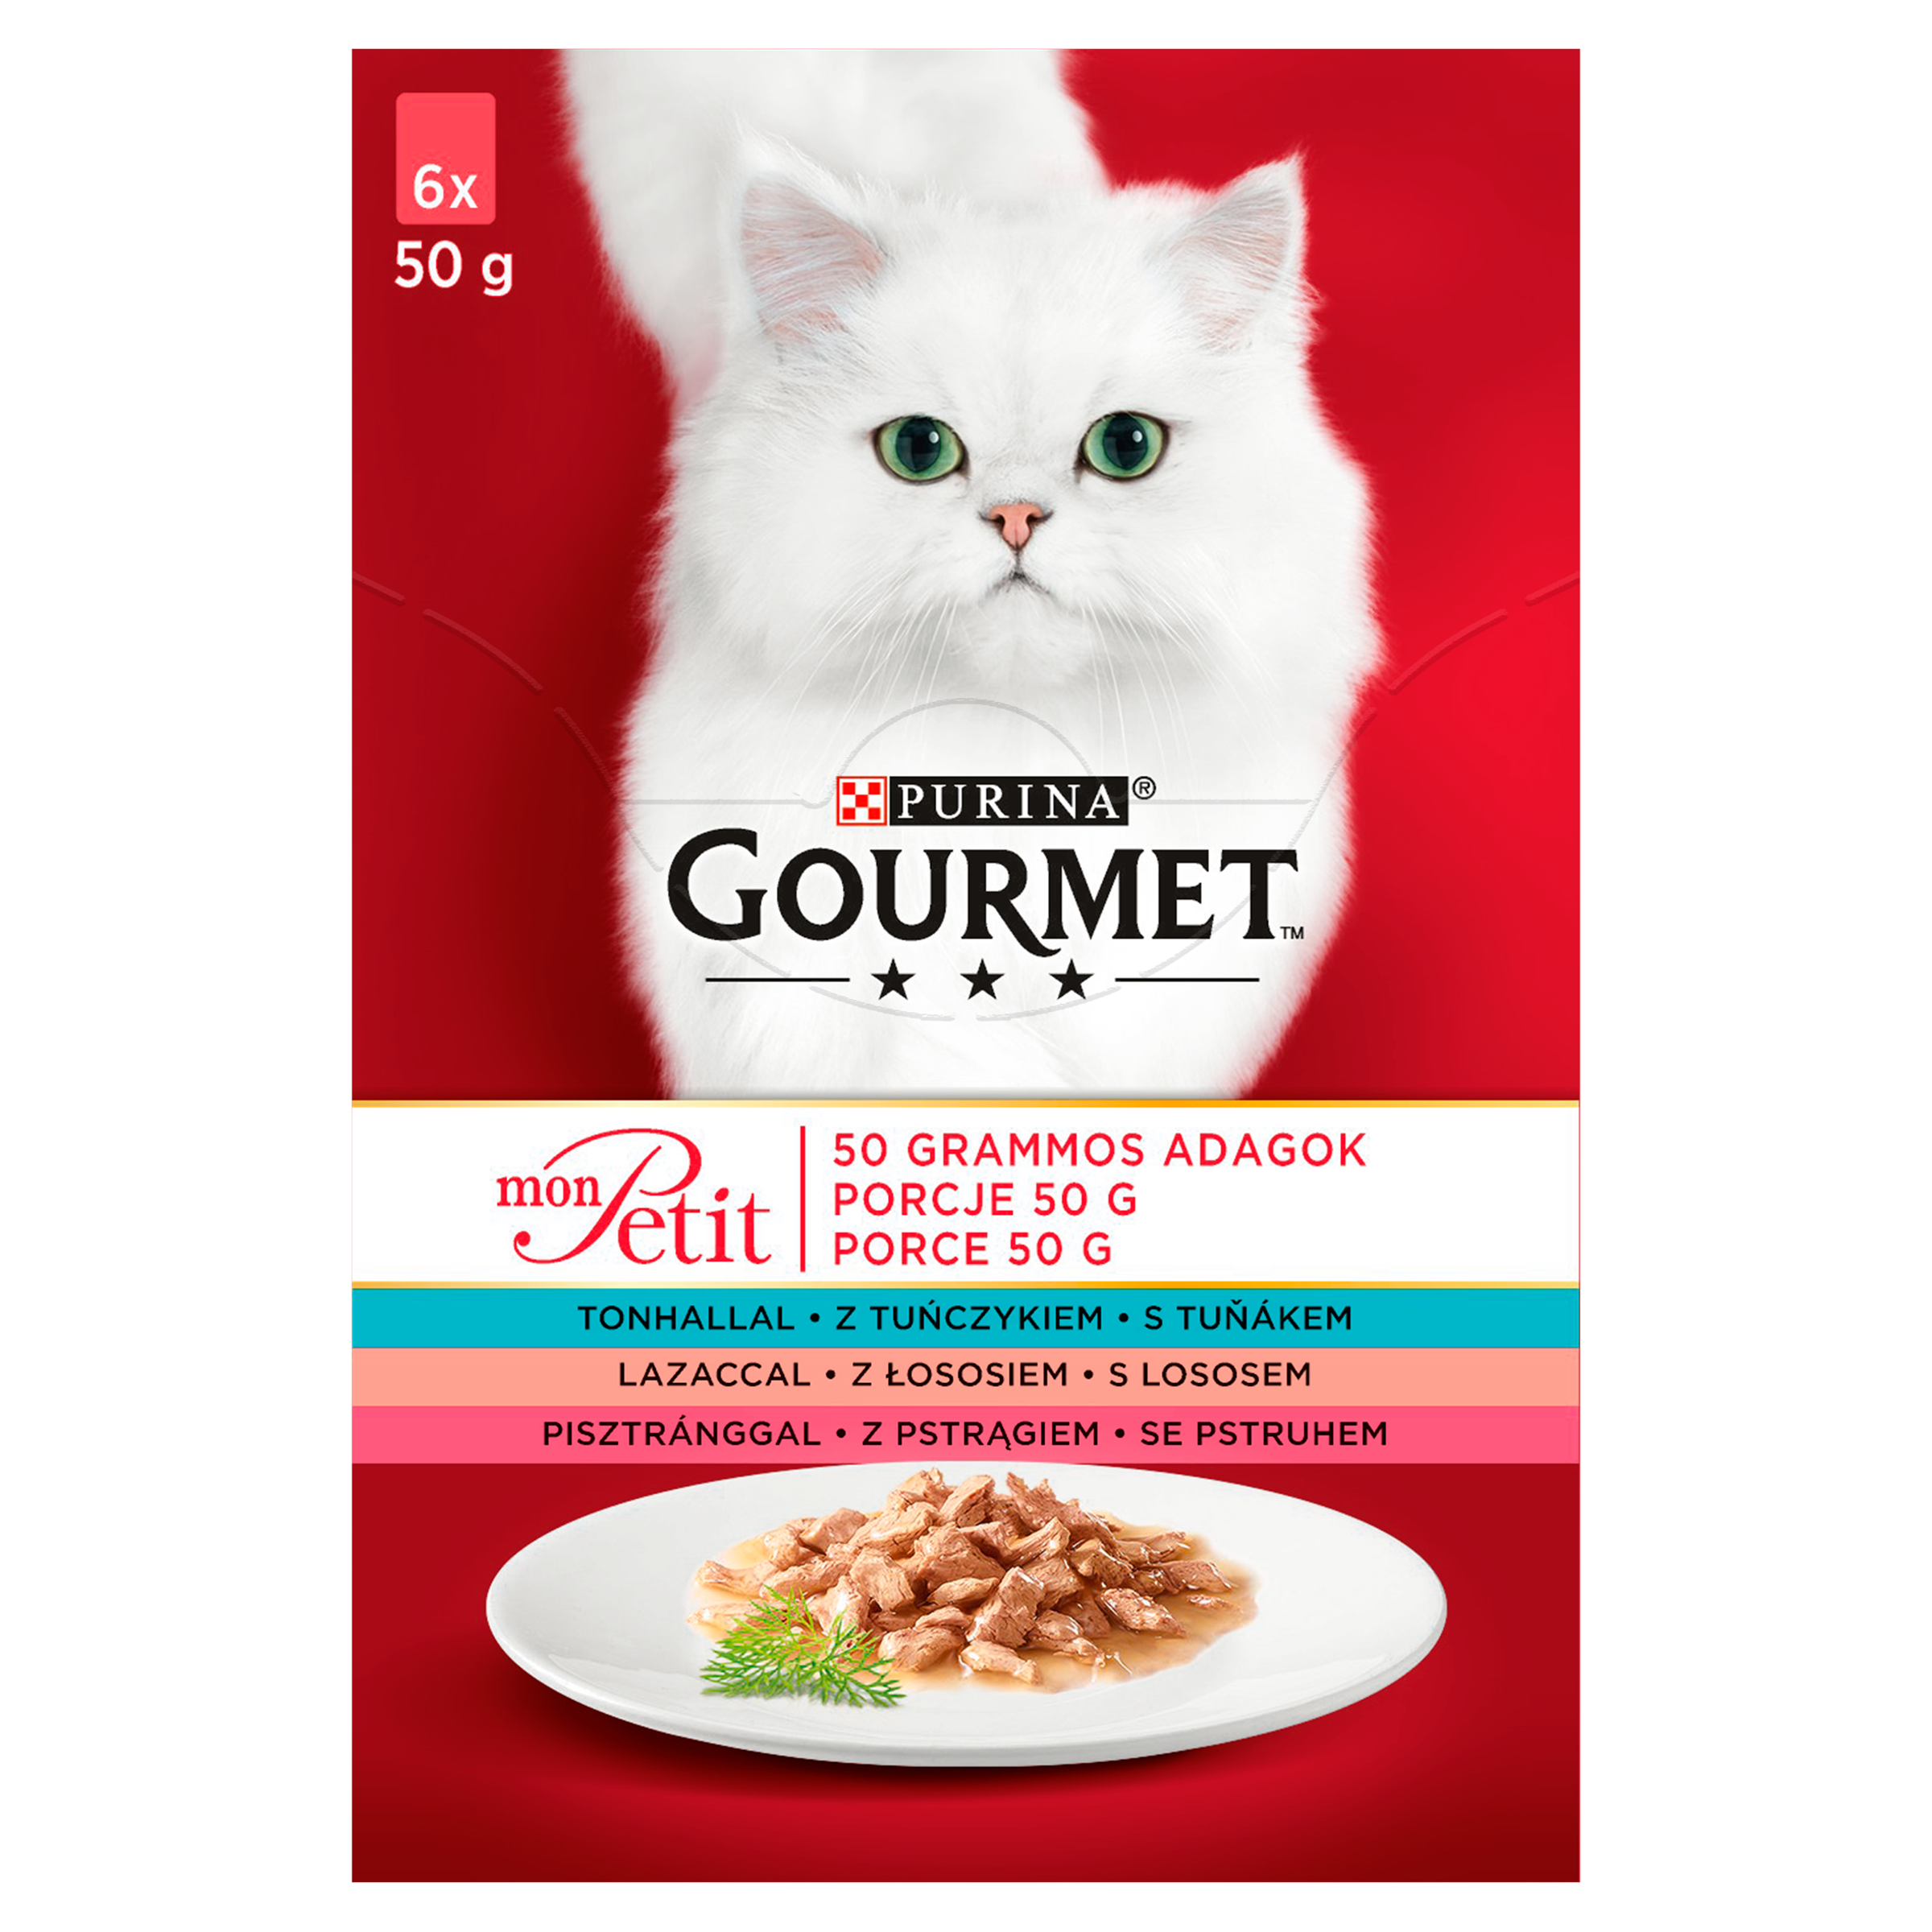 6x
50 g
PURINA®
GOURMET™
mon Petit
50 GRAMMOS ADAGOK
PORCJE 50 G
PORCE 50 G
TONHALLAL • Z TUŃCZYKIEM • S TUŇÁKEM
LAZACCAL • Z ŁOSOSIEM • S LOSOSEM
PISZTRÁNGGAL • Z PSTRĄGIEM • SE PSTRUHEM